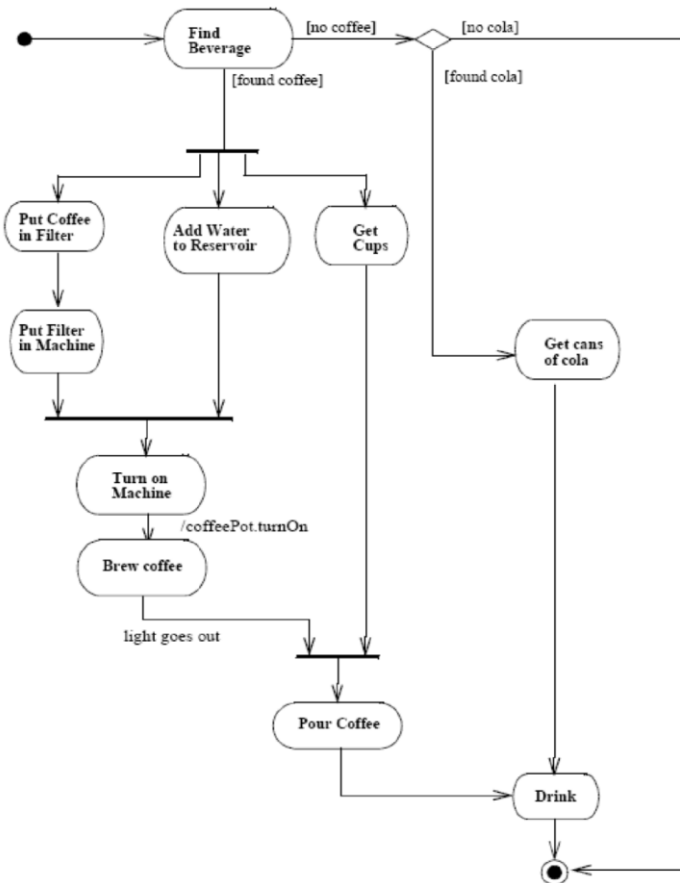 Find
Beverage
[no coffee]
[no cola]
[found coffee]
[found cola]
Put Coffee
in Filter
Add Water
to Reservoir
Get
Cups
Put Filter
in Machine
Get cans
of cola
Turn on
Machine
/coffeePot.turnOn
Brew coffee
light goes out
Pour Coffee
Drink